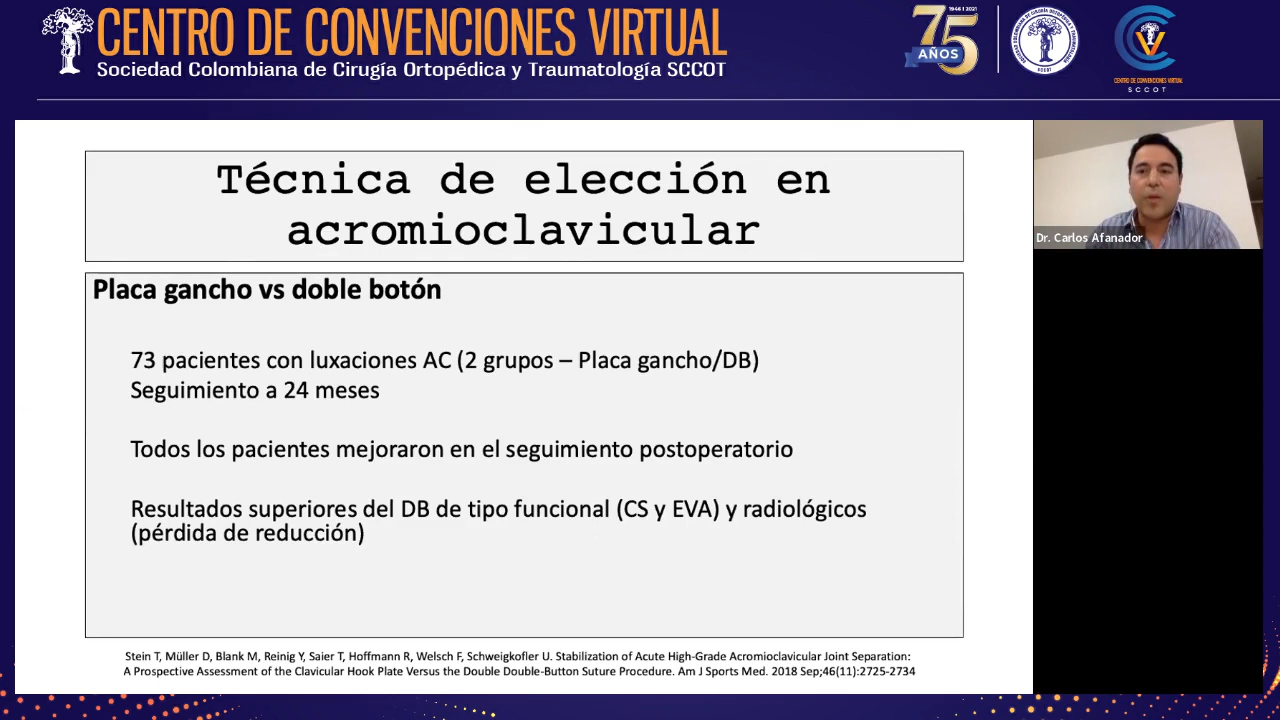 CENTRO DE CONVENCIONES VIRTUAL
Sociedad Colombiana de Cirugía Ortopédica y Traumatología SCCOT
1946 | 2021
75
AÑOS
CENTRO DE CONVENCIONES VIRTUAL
SCCOT
Técnica de elección en
acromioclavicular
Dr. Carlos Afanador
Placa gancho vs doble botón
73 pacientes con luxaciones AC (2 grupos – Placa gancho/DB)
Seguimiento a 24 meses
Todos los pacientes mejoraron en el seguimiento postoperatorio
Resultados superiores del DB de tipo funcional (CS y EVA) y radiológicos
(pérdida de reducción)
Stein T, Müller D, Blank M, Reinig Y, Saier T, Hoffmann R, Welsch F, Schweigkofler U. Stabilization of Acute High-Grade Acromioclavicular Joint Separation:
A Prospective Assessment of the Clavicular Hook Plate Versus the Double Double-Button Suture Procedure. Am J Sports Med. 2018 Sep;46(11):2725-2734